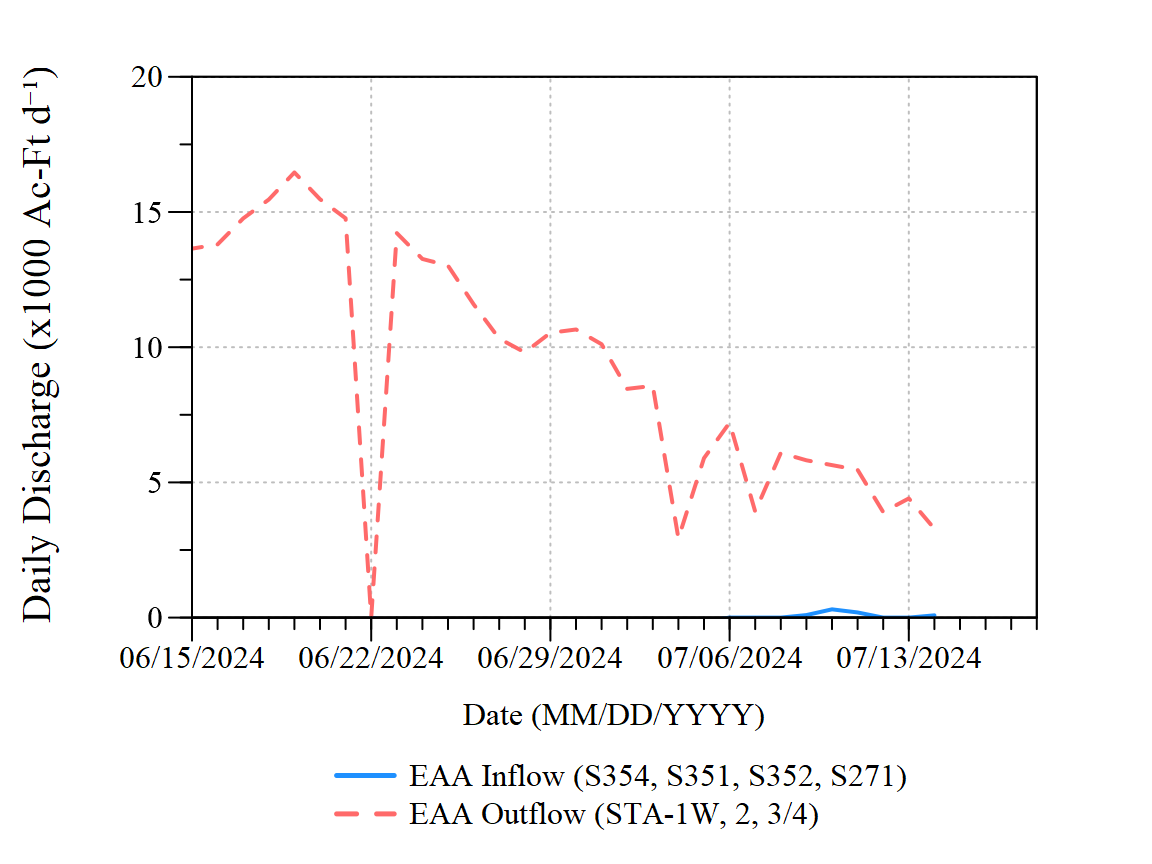 Daily Discharge (x1000 Ac-Ft d⁻¹)
20
15
10
5
0
06/15/2024 06/22/2024 06/29/2024 07/06/2024 07/13/2024
Date (MM/DD/YYYY)
EAA Inflow (S354, S351, S352, S271)
EAA Outflow (STA-1W, 2, 3/4)